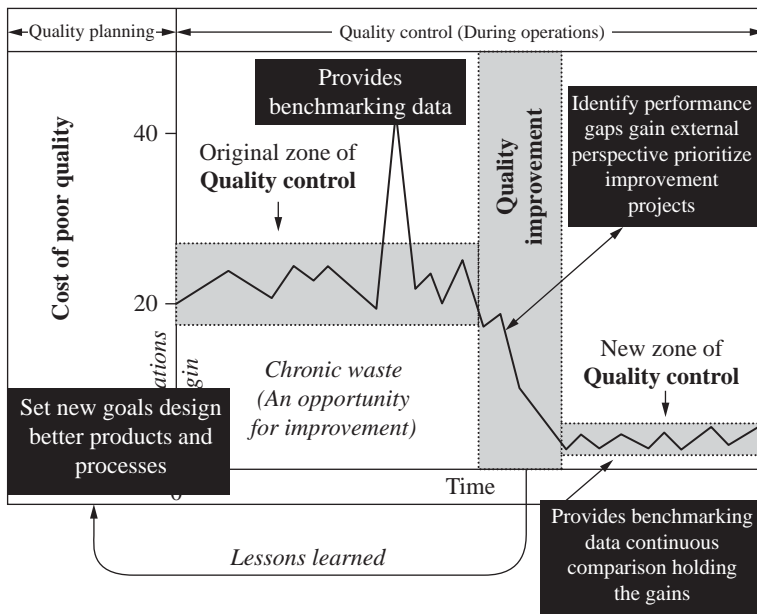 Quality planning
Quality control (During operations)
Cost of poor quality
40
20
0
Provides
benchmarking data
Original zone of
Quality control
Quality
improvement
Identify performance
gaps gain external
perspective prioritize
improvement
projects
Chronic waste
(An opportunity
for improvement)
New zone of
Quality control
Set new goals design
better products and
processes
Time
Lessons learned
Provides benchmarking
data continuous
comparison holding
the gains